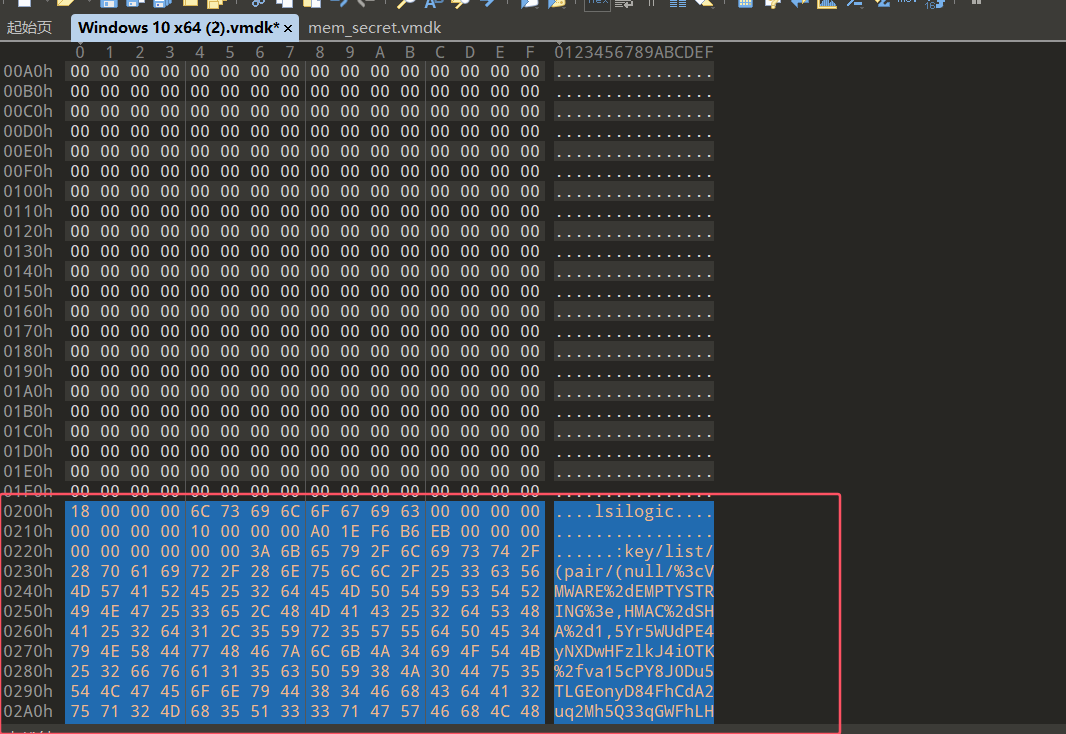 起始页 Windows 10 x64 (2).vmdk* × mem_secret.vmdk
0 1 2 3 4 5 6 7 8 9 A B C D E F 0123456789ABCDEF
00A0h 00 00 00 00 00 00 00 00 00 00 00 00 00 00 00 00 ................
00B0h 00 00 00 00 00 00 00 00 00 00 00 00 00 00 00 00 ................
00C0h 00 00 00 00 00 00 00 00 00 00 00 00 00 00 00 00 ................
00D0h 00 00 00 00 00 00 00 00 00 00 00 00 00 00 00 00 ................
00E0h 00 00 00 00 00 00 00 00 00 00 00 00 00 00 00 00 ................
00F0h 00 00 00 00 00 00 00 00 00 00 00 00 00 00 00 00 ................
0100h 00 00 00 00 00 00 00 00 00 00 00 00 00 00 00 00 ................
0110h 00 00 00 00 00 00 00 00 00 00 00 00 00 00 00 00 ................
0120h 00 00 00 00 00 00 00 00 00 00 00 00 00 00 00 00 ................
0130h 00 00 00 00 00 00 00 00 00 00 00 00 00 00 00 00 ................
0140h 00 00 00 00 00 00 00 00 00 00 00 00 00 00 00 00 ................
0150h 00 00 00 00 00 00 00 00 00 00 00 00 00 00 00 00 ................
0160h 00 00 00 00 00 00 00 00 00 00 00 00 00 00 00 00 ................
0170h 00 00 00 00 00 00 00 00 00 00 00 00 00 00 00 00 ................
0180h 00 00 00 00 00 00 00 00 00 00 00 00 00 00 00 00 ................
0190h 00 00 00 00 00 00 00 00 00 00 00 00 00 00 00 00 ................
01A0h 00 00 00 00 00 00 00 00 00 00 00 00 00 00 00 00 ................
01B0h 00 00 00 00 00 00 00 00 00 00 00 00 00 00 00 00 ................
01C0h 00 00 00 00 00 00 00 00 00 00 00 00 00 00 00 00 ................
01D0h 00 00 00 00 00 00 00 00 00 00 00 00 00 00 00 00 ................
01E0h 00 00 00 00 00 00 00 00 00 00 00 00 00 00 00 00 ................
01F0h 00 00 00 00 00 00 00 00 00 00 00 00 00 00 00 00 ................
0200h 18 00 00 00 6C 73 69 6C 6F 67 69 63 00 00 00 00 ....lsilogic....
0210h 00 00 00 00 10 00 00 00 A0 1E F6 B6 EB 00 00 00 ................
0220h 00 00 00 00 00 00 3A 6B 65 79 2F 6C 69 73 74 2F ......:key/list/
0230h 28 70 61 69 72 2F 28 6E 75 6C 6C 2F 25 33 63 56 (pair/(null/%3cV
0240h 4D 57 41 52 45 25 32 64 45 4D 50 54 59 53 54 52 MWARE%2dEMPTYSTR
0250h 49 4E 47 25 33 65 2C 48 4D 41 43 25 32 64 53 48 ING%3e,HMAC%2dSH
0260h 41 25 32 64 31 2C 35 59 72 35 57 55 64 50 45 34 A%2d1,5Yr5WUdPE4
0270h 79 4E 58 44 77 48 46 7A 6C 6B 4A 34 69 4F 54 4B yNXDwHFzlkJ4iOTK
0280h 25 32 66 76 61 31 35 63 50 59 38 4A 30 44 75 35 %2fva15cPY8J0Du5
0290h 54 4C 47 45 6F 6E 79 44 38 34 46 68 43 64 41 32 TLGEonyD84FhCdA2
02A0h 75 71 32 4D 68 35 51 33 33 71 47 57 46 68 4C 48 uq2Mh5Q33qGWFhLH